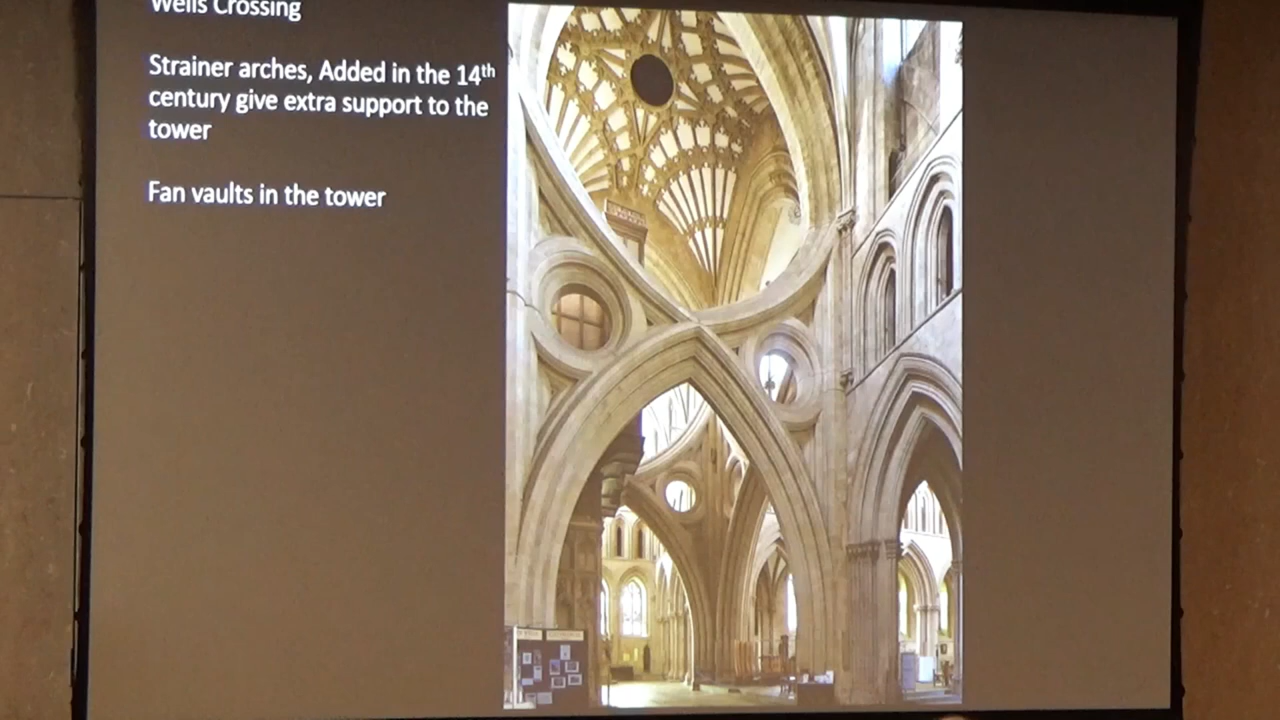 Wells Crossing
Strainer arches, Added in the 14th
century give extra support to the
tower
Fan vaults in the tower